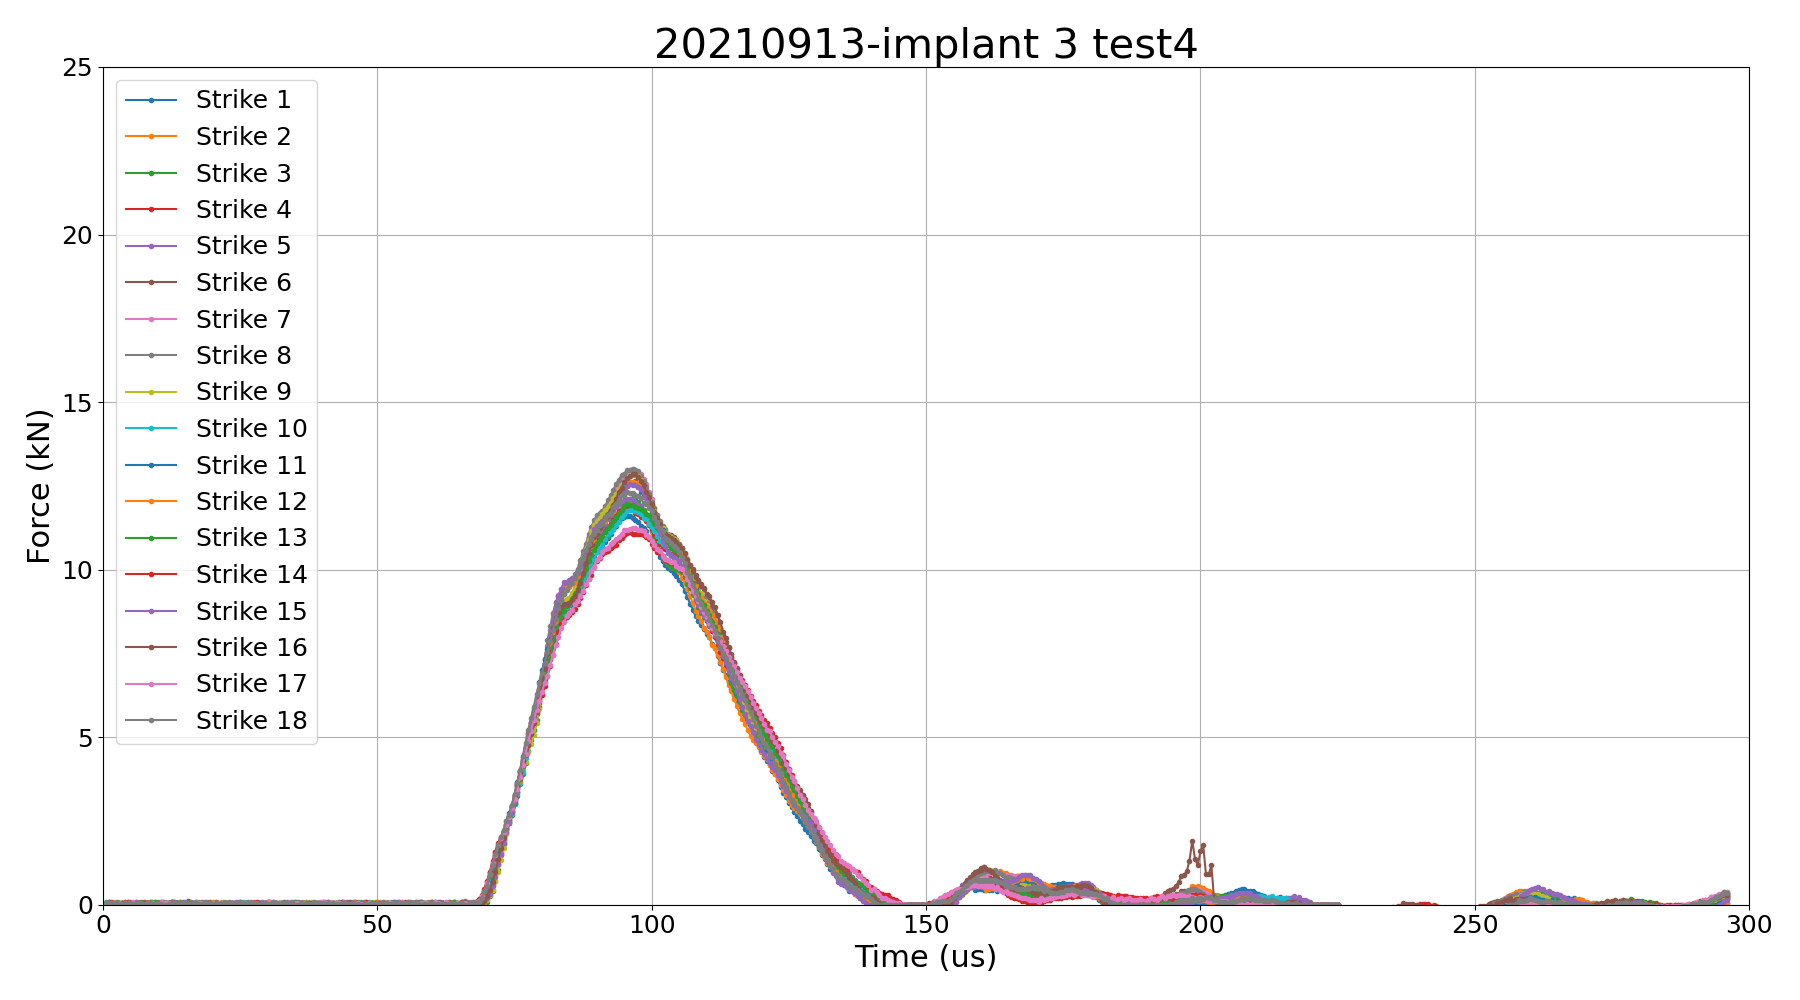 20210913-implant 3 test4
25
20
15
10
5
0
Force (kN)
Strike 1
Strike 2
Strike 3
Strike 4
Strike 5
Strike 6
Strike 7
Strike 8
Strike 9
Strike 10
Strike 11
Strike 12
Strike 13
Strike 14
Strike 15
Strike 16
Strike 17
Strike 18
0 50 100 150 200 250 300
Time (us)